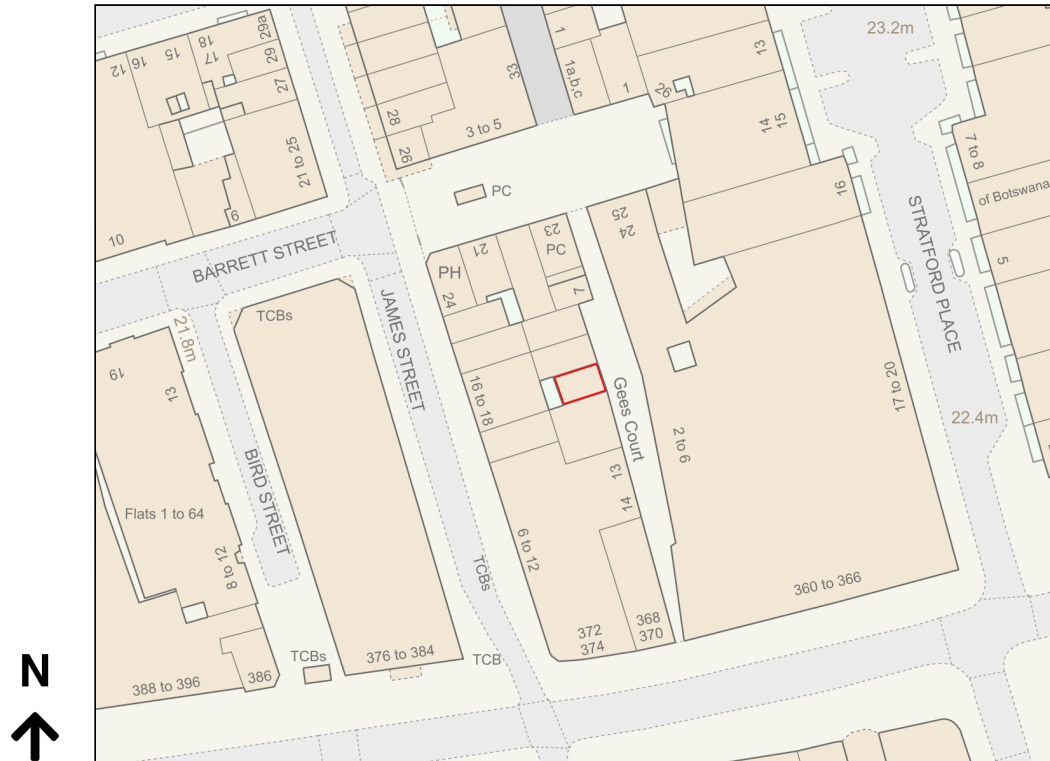 12
16
15
18
17
29a
29
27
21 to 25
9
10
28
26
33
3 to 5
1
1a,b,c
1
26
13
14
15
23.2m
7 to 8
of Botswana
16
STRATFORD PLACE
5
PC
BARRETT STREET
JAMES STREET
PH
24
21
23
PC
7
25
24
TCBs
21.8m
19
13
BIRD STREET
16 to 18
Gees Court
2 to 9
17 to 20
22.4m
Flats 1 to 64
8 to 12
13
14
6 to 12
TCBs
360 to 366
372
374
368
370
TCBs
376 to 384
TCB
386
388 to 396
N